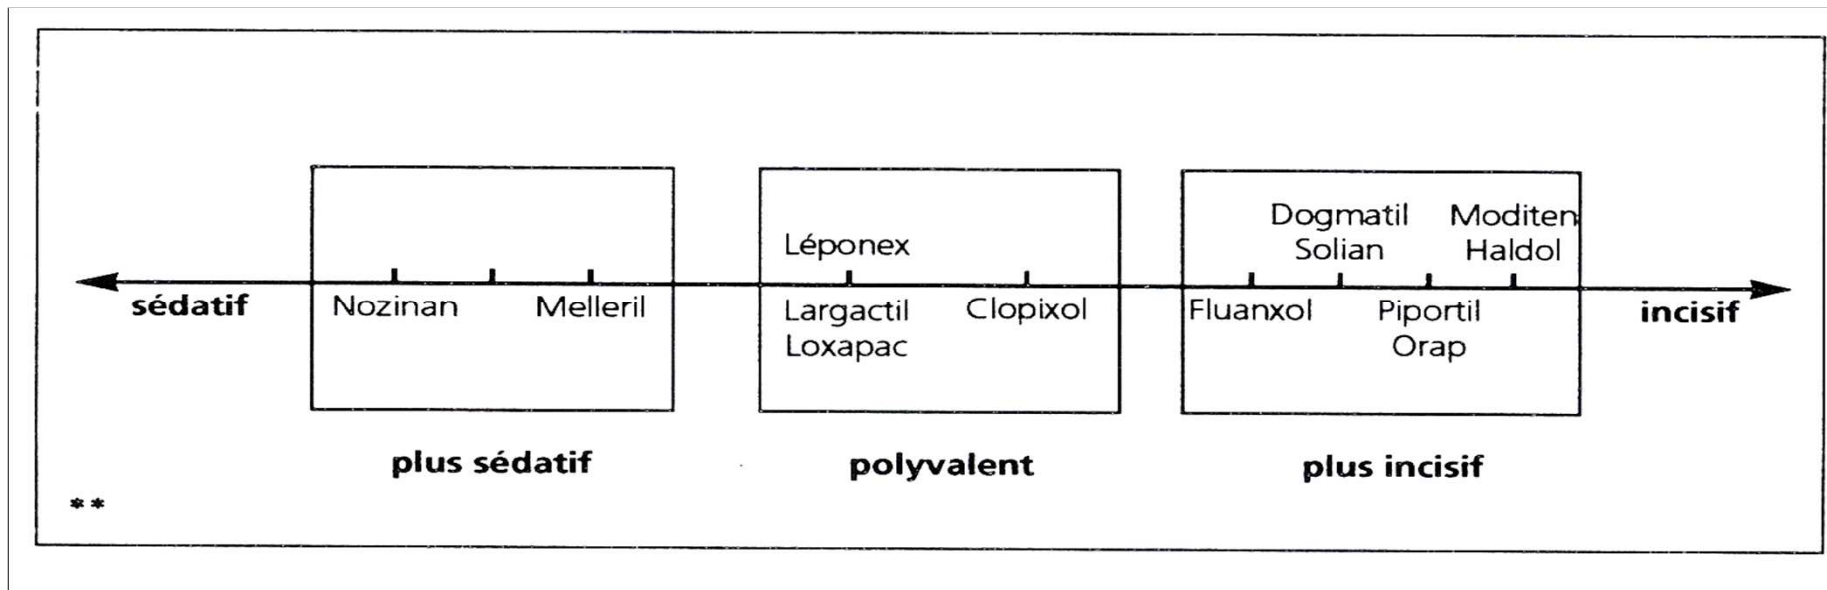 Dogmatil Moditen
Léponex Solian Haldol
sédatif Nozinan Melleril Largactil Clopixol Fluanxol Piportil incisif
Loxapac Orap
plus sédatif polyvalent plus incisif
**